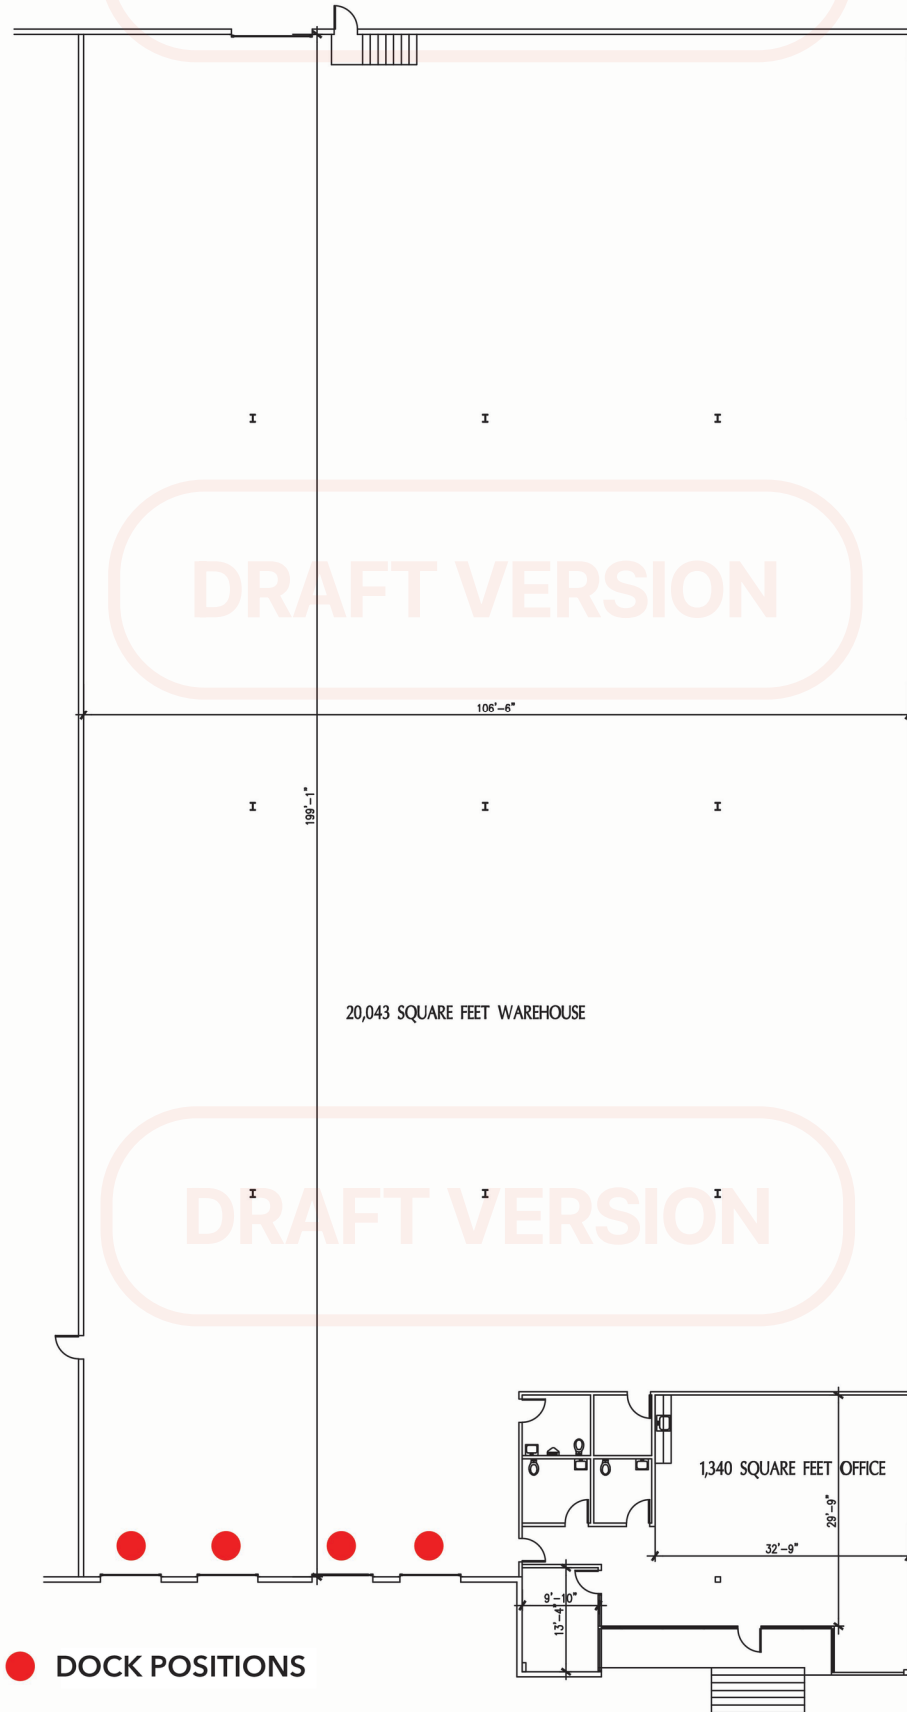 DRAFT VERSION
106'-6"
199'-1"
20,043 SQUARE FEET WAREHOUSE
DRAFT VERSION
1,340 SQUARE FEET OFFICE
29'-9"
32'-9"
9'-10"
13'-4"
DOCK POSITIONS